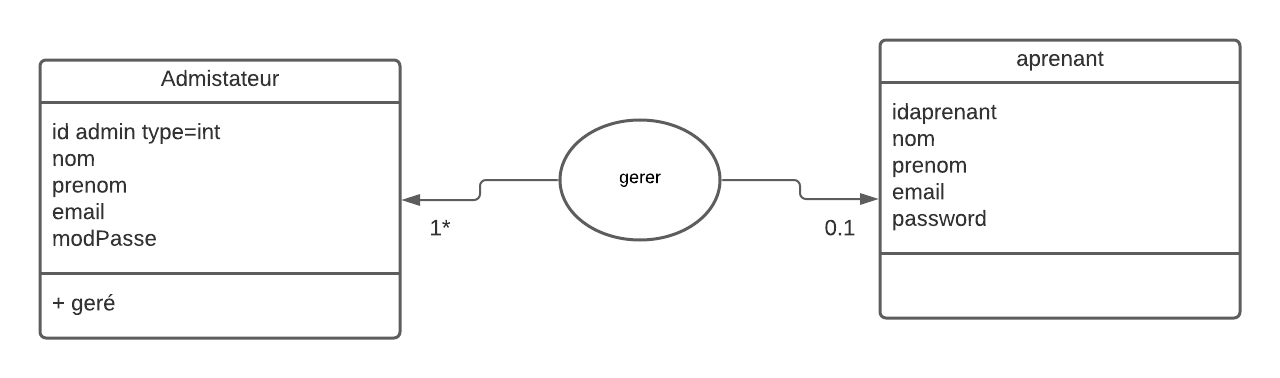 Admistateur
id admin type=int
nom
prenom
email
modPasse
+ geré
gerer
1*
0.1
aprenant
idaprenant
nom
prenom
email
password